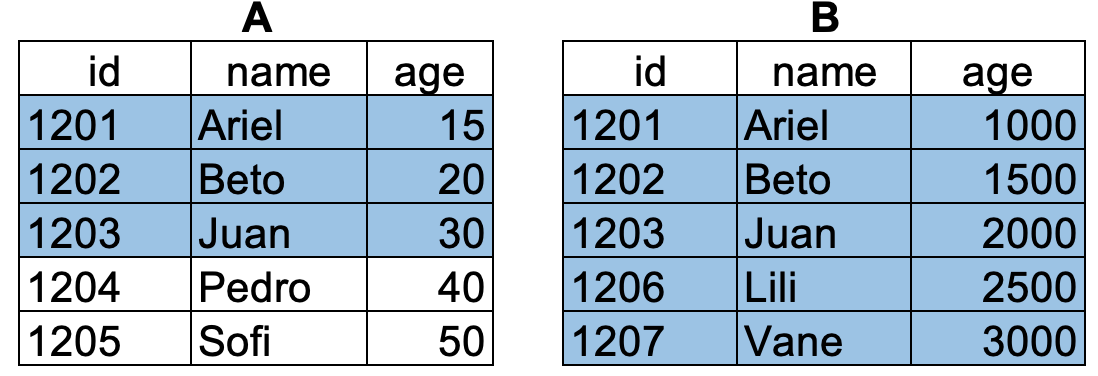 A
id name age
1201 Ariel 15
1202 Beto 20
1203 Juan 30
1204 Pedro 40
1205 Sofi 50
B
id name age
1201 Ariel 1000
1202 Beto 1500
1203 Juan 2000
1206 Lili 2500
1207 Vane 3000